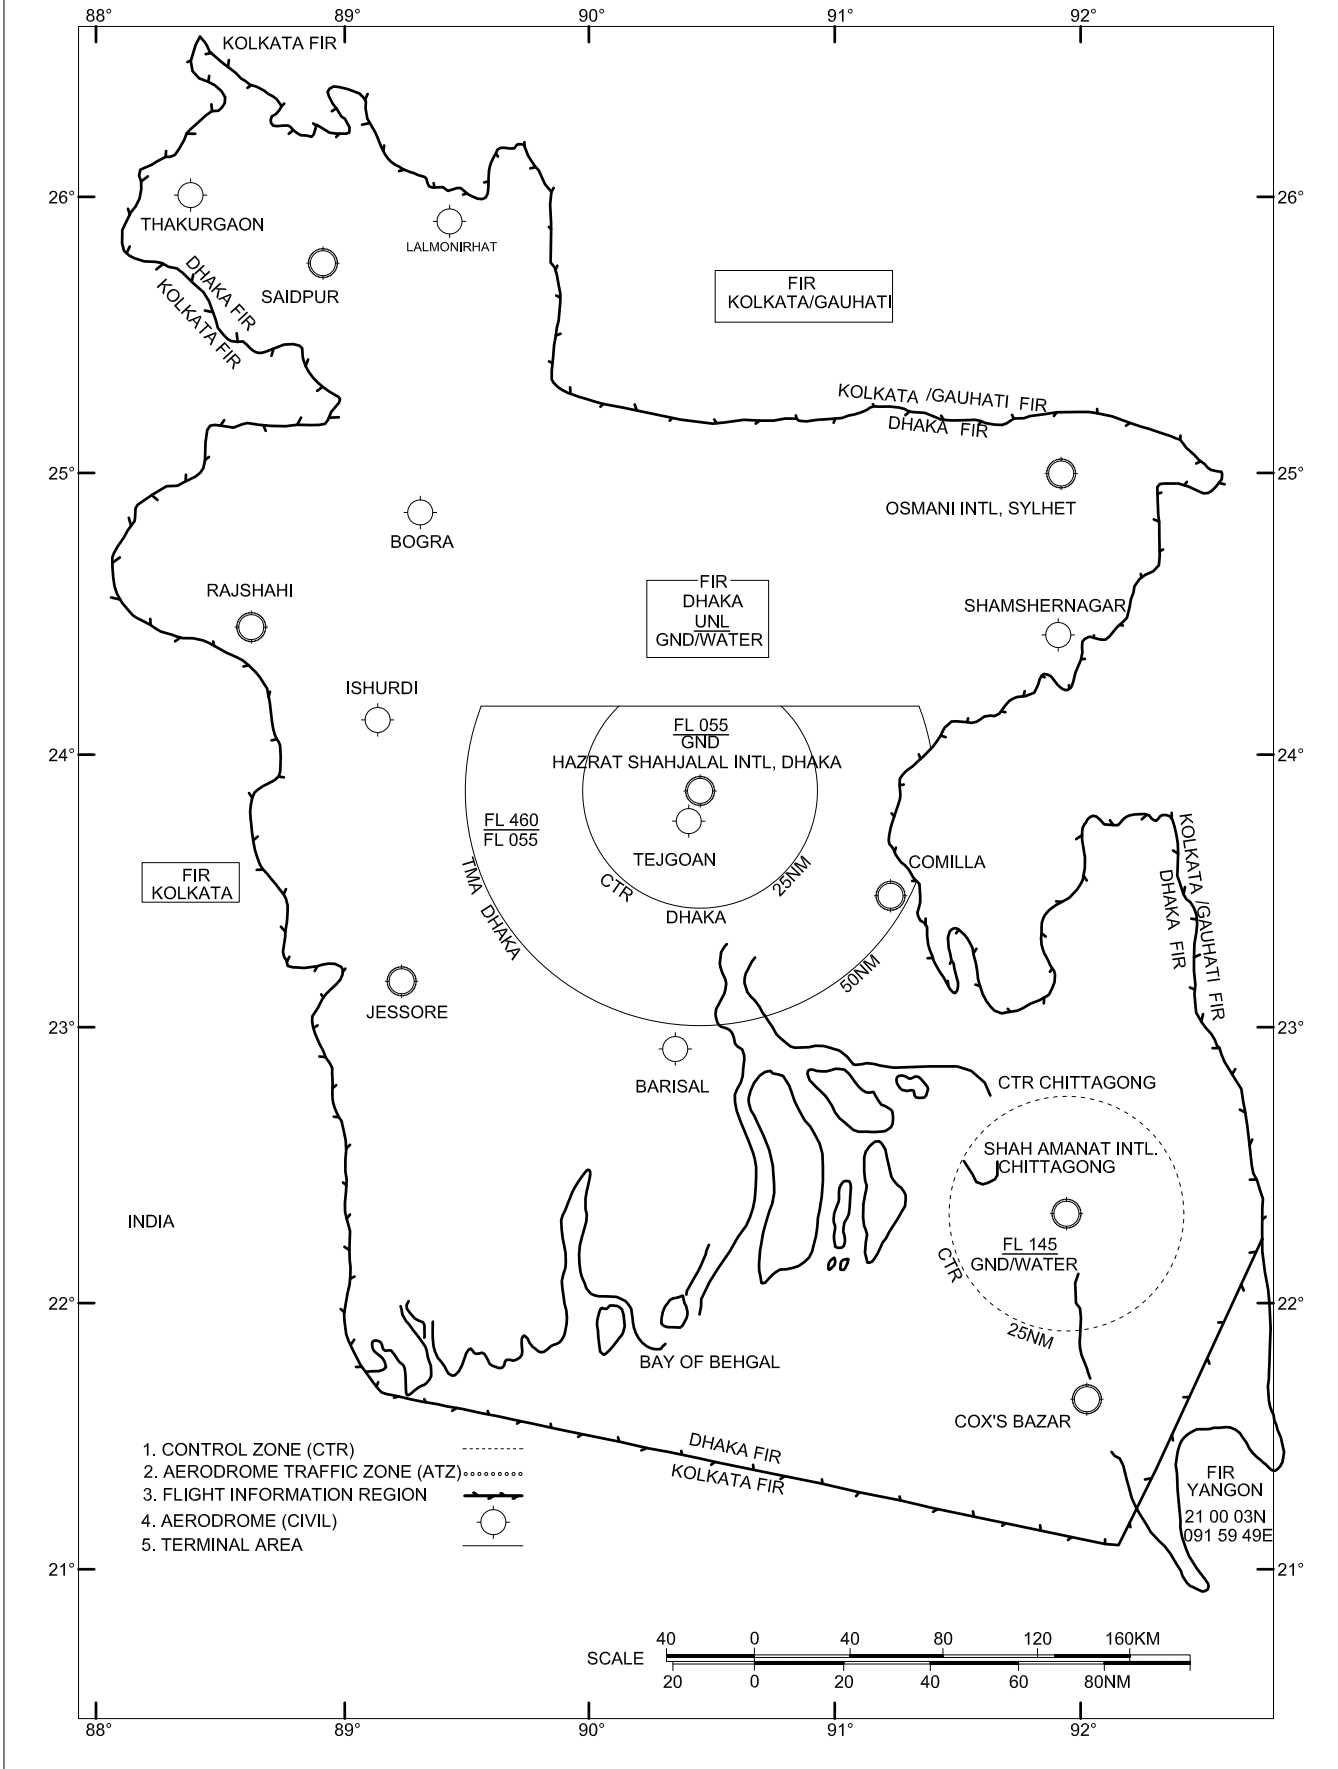 88°
89°
90°
91°
92°
KOLKATA FIR
26°
26°
THAKURGAON
LALMONIRHAT
SAIDPUR
DHAKA FIR
KOLKATA FIR
FIR
KOLKATA/GAUHATI
KOLKATA /GAUHATI FIR
DHAKA FIR
25°
25°
OSMANI INTL, SYLHET
BOGRA
RAJSHAHI
FIR
DHAKA
UNL
GND/WATER
SHAMSHERNAGAR
ISHURDI
FL 055
GND
24°
24°
HAZRAT SHAHJALAL INTL, DHAKA
FL 460
FL 055
TEJGOAN
COMILLA
KOLKATA /GAUHATI FIR
DHAKA FIR
FIR
KOLKATA
TMA DHAKA
CTR
25NM
DHAKA
50NM
JESSORE
23°
23°
BARISAL
CTR CHITTAGONG
SHAH AMANAT INTL.
CHITTAGONG
INDIA
FL 145
GND/WATER
CTR
22°
22°
25NM
BAY OF BEHGAL
COX'S BAZAR
DHAKA FIR
KOLKATA FIR
1. CONTROL ZONE (CTR)
2. AERODROME TRAFFIC ZONE (ATZ)
3. FLIGHT INFORMATION REGION
4. AERODROME (CIVIL)
5. TERMINAL AREA
FIR
YANGON
21 00 03N
091 59 49E
21°
21°
40 0 40 80 120 160KM
SCALE
20 0 20 40 60 80NM
88°
89°
90°
91°
92°